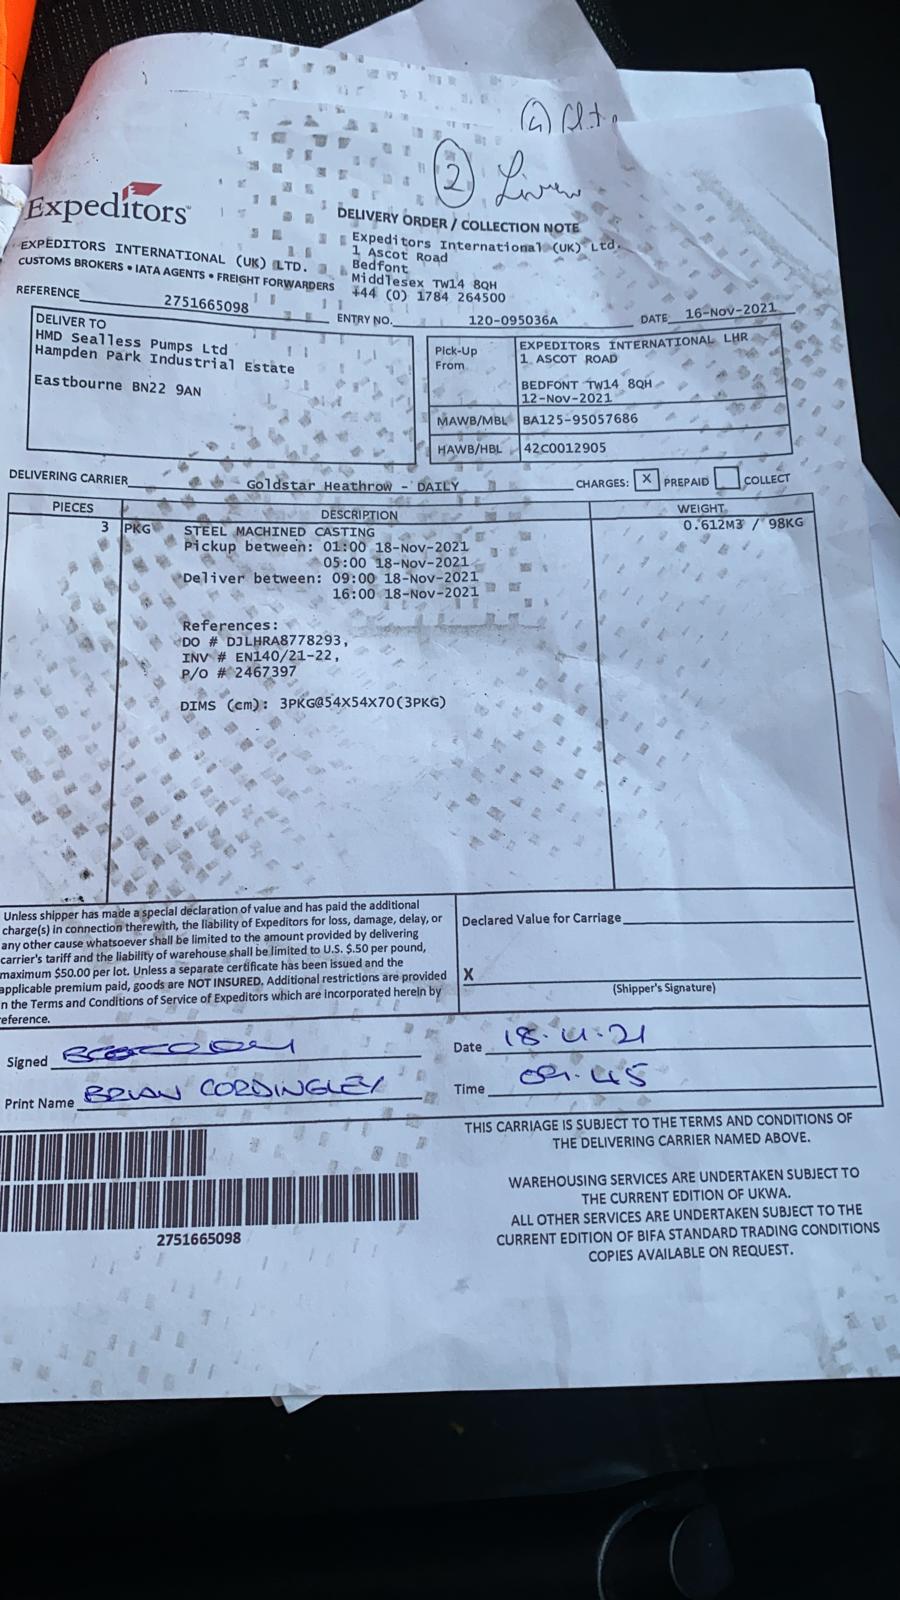 Expeditors
DELIVERY ORDER / COLLECTION NOTE
EXPEDITORS INTERNATIONAL (UK) LTD.
CUSTOMS BROKERS • IATA AGENTS • FREIGHT FORWARDERS
Expeditors International (UK) Ltd.
1 Ascot Road
Bedfont
Middlesex TW14 8QH
+44 (0) 1784 264500
REFERENCE 2751665098
ENTRY NO. 120-095036A
DATE 16-Nov-2021
DELIVER TO
HMD Sealless Pumps Ltd
Hampden Park Industrial Estate
Eastbourne BN22 9AN
Pick-Up From
EXPEDITORS INTERNATIONAL LHR
1 ASCOT ROAD
BEDFONT TW14 8QH
12-Nov-2021
MAWB/MBL BA125-95057686
HAWB/HBL 42C0012905
DELIVERING CARRIER Goldstar Heathrow - DAILY
CHARGES: X PREPAID COLLECT
PIECES DESCRIPTION WEIGHT
3 PKG STEEL MACHINED CASTING 0.612M3 / 98KG
Pickup between: 01:00 18-Nov-2021
05:00 18-Nov-2021
Deliver between: 09:00 18-Nov-2021
16:00 18-Nov-2021
References:
DO # DJLHRA8778293,
INV # EN140/21-22,
P/O # 2467397
DIMS (cm): 3PKG@54X54X70(3PKG)
Unless shipper has made a special declaration of value and has paid the additional
charge(s) in connection therewith, the liability of Expeditors for loss, damage, delay, or
any other cause whatsoever shall be limited to the amount provided by delivering
carrier's tariff and the liability of warehouse shall be limited to U.S. $.50 per pound,
maximum $50.00 per lot. Unless a separate certificate has been issued and the
applicable premium paid, goods are NOT INSURED. Additional restrictions are provided
in the Terms and Conditions of Service of Expeditors which are incorporated herein by
reference.
Declared Value for Carriage
X
(Shipper's Signature)
Signed
Date 18.11.21
Print Name BRIAN CORDINGLEY
Time 09.45
THIS CARRIAGE IS SUBJECT TO THE TERMS AND CONDITIONS OF
THE DELIVERING CARRIER NAMED ABOVE.
WAREHOUSING SERVICES ARE UNDERTAKEN SUBJECT TO
THE CURRENT EDITION OF UKWA.
ALL OTHER SERVICES ARE UNDERTAKEN SUBJECT TO THE
CURRENT EDITION OF BIFA STANDARD TRADING CONDITIONS
COPIES AVAILABLE ON REQUEST.
2751665098
2